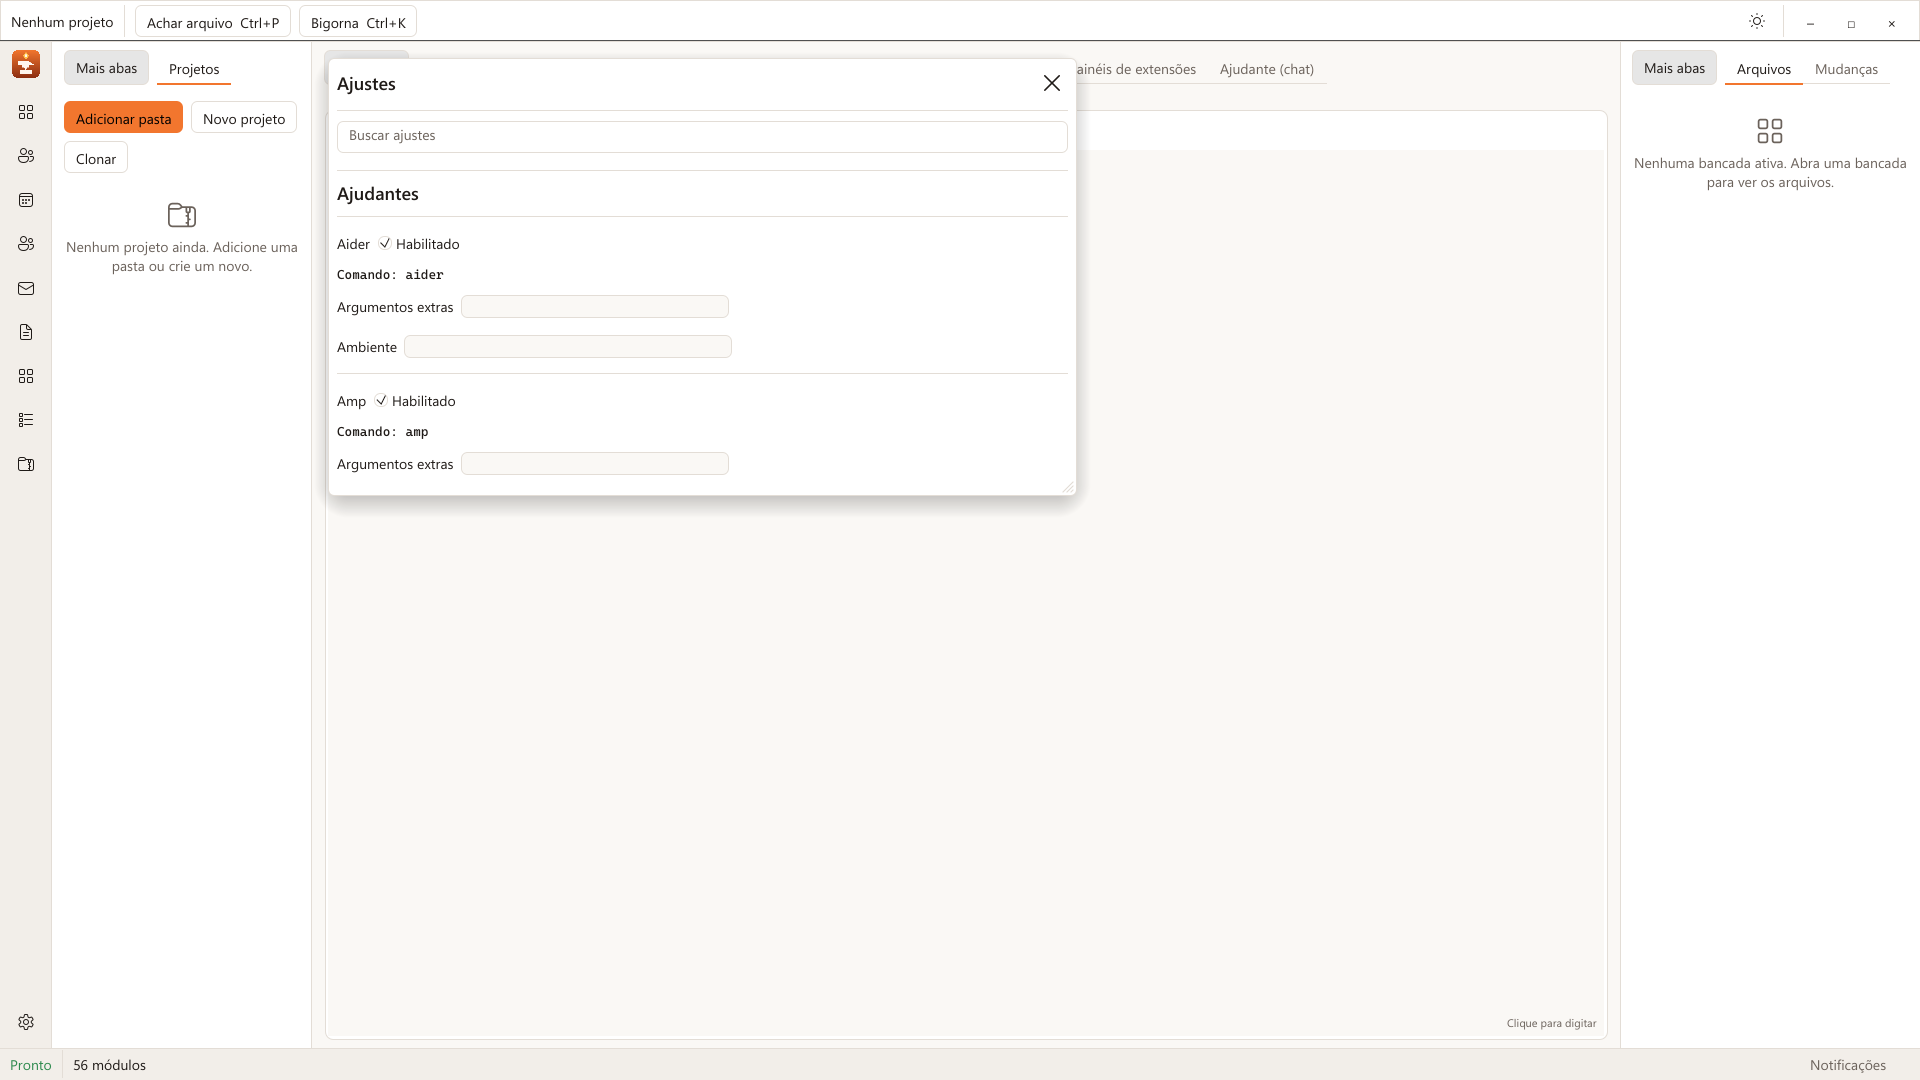 Nenhum projeto
Achar arquivo Ctrl+P
Bigorna Ctrl+K
Mais abas
Projetos
Adicionar pasta
Novo projeto
Clonar
Nenhum projeto ainda. Adicione uma
pasta ou crie um novo.
Ajustes
Buscar ajustes
Ajudantes
Aider Habilitado
Comando: aider
Argumentos extras
Ambiente
Amp Habilitado
Comando: amp
Argumentos extras
ainéis de extensões
Ajudante (chat)
Clique para digitar
Mais abas
Arquivos
Mudanças
Nenhuma bancada ativa. Abra uma bancada
para ver os arquivos.
Pronto
56 módulos
Notificações